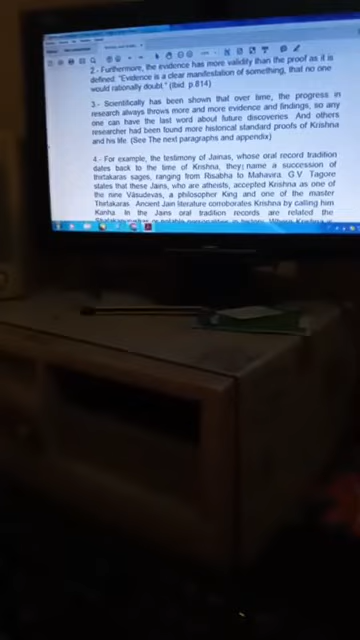 2.- Furthermore, the evidence has more validity than the proof as it is
defined: "Evidence is a clear manifestation of something, that no one
would rationally doubt." (Ibid. p.814)
3.- Scientifically has been shown that over time, the progress in
research always throws more and more evidence and findings, so any
one can have the last word about future discoveries. And others
researcher had been found more historical standard proofs of Krishna
and his life. (See The next paragraphs and appendix)
4.- For example, the testimony of Jainas, whose oral record tradition
dates back to the time of Krishna, they name a succession of
thirtakaras sages, ranging from Risabha to Mahavira. G.V Tagore
states that these Jains, who are atheists, accepted Krishna as one of
the nine Vasudevas, a philosopher King and one of the master
Thirtakaras. Ancient Jain literature corroborates Krishna by calling him
Kanha. In the Jains oral tradition records are related the